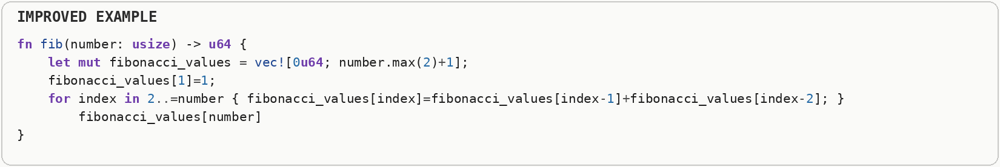 IMPROVED EXAMPLE
fn fib(number: usize) -> u64 {
    let mut fibonacci_values = vec![0u64; number.max(2)+1];
    fibonacci_values[1]=1;
    for index in 2..=number { fibonacci_values[index]=fibonacci_values[index-1]+fibonacci_values[index-2]; }
        fibonacci_values[number]
}